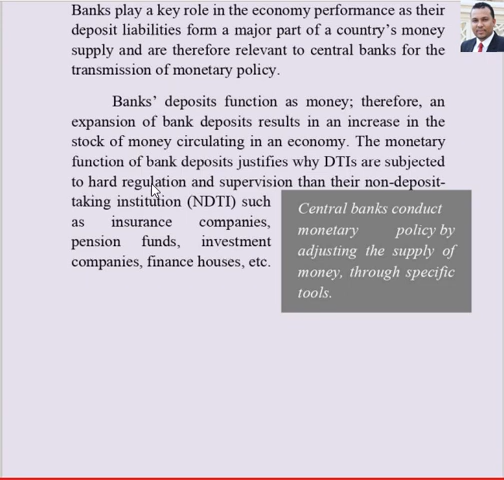 Banks play a key role in the economy performance as their
deposit liabilities form a major part of a country's money
supply and are therefore relevant to central banks for the
transmission of monetary policy.
Banks' deposits function as money; therefore, an
expansion of bank deposits results in an increase in the
stock of money circulating in an economy. The monetary
function of bank deposits justifies why DTIs are subjected
to hard regulation and supervision than their non-deposit-
taking institution (NDTI) such
as insurance companies,
pension funds, investment
companies, finance houses, etc.
Central banks conduct
monetary policy by
adjusting the supply of
money, through specific
tools.